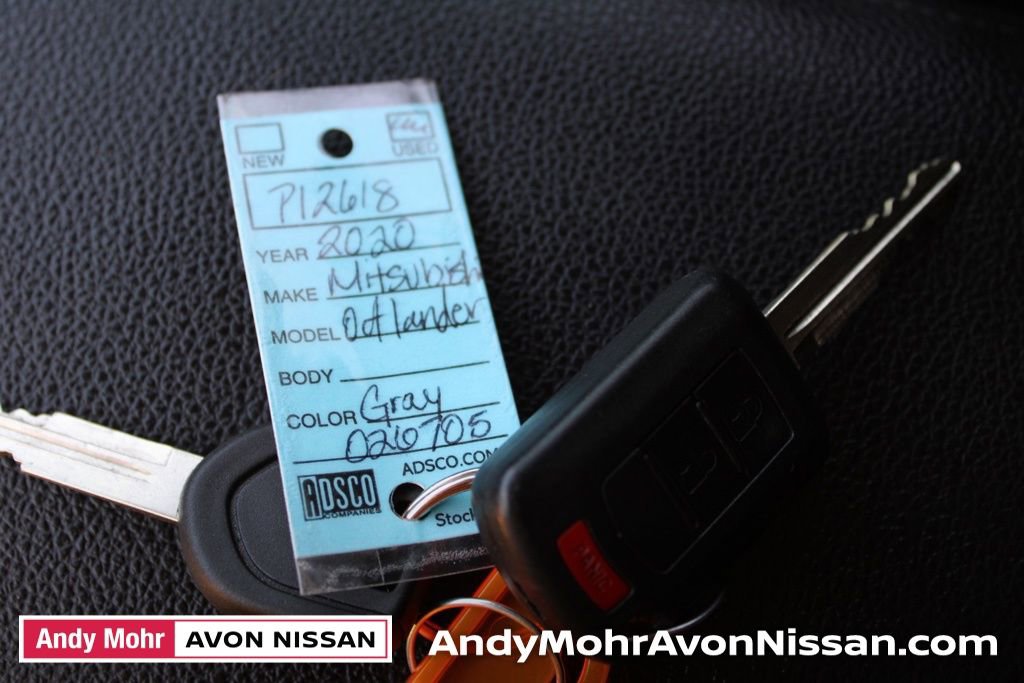 NEW
USED
P12618
YEAR 2020
MAKE Mitsubishi
MODEL Outlander
BODY
COLOR Gray
026705
ADSCO.COM
ADSCO
COMPANIES
Stock
PANIC
Andy Mohr AVON NISSAN
AndyMohrAvonNissan.com